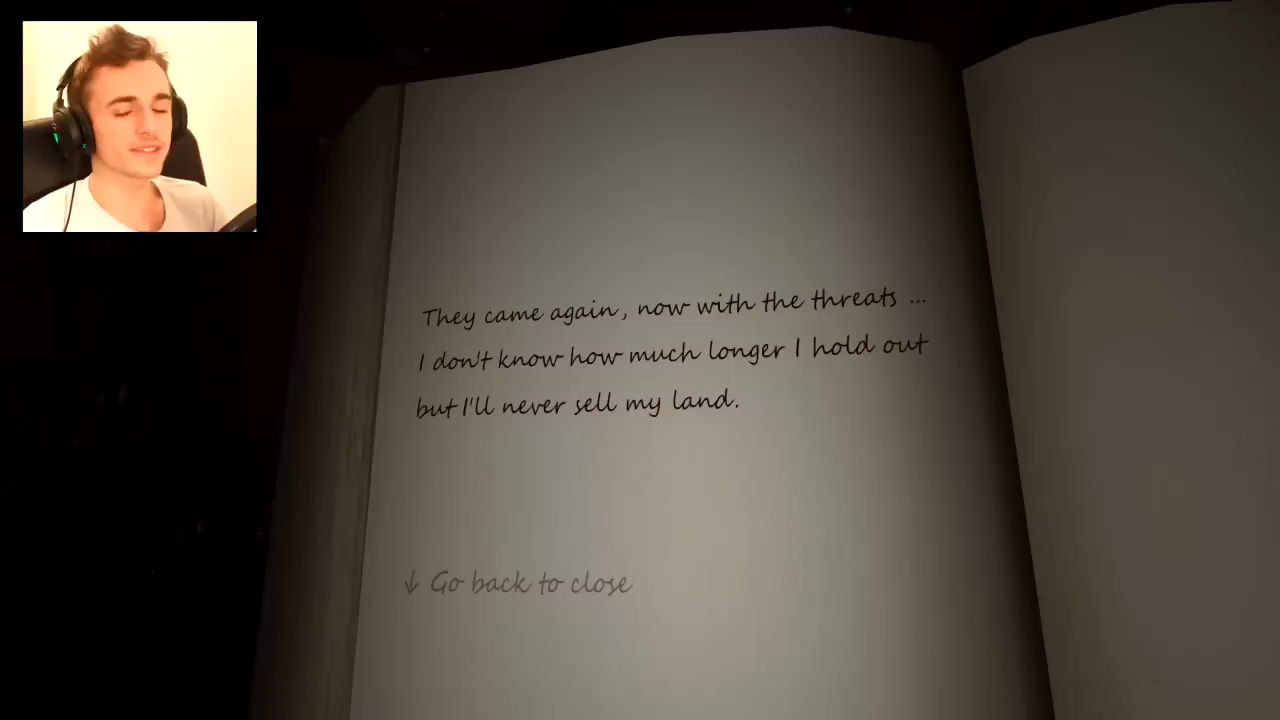 They came again, now with the threats ...
I don't know how much longer I hold out
but I'll never sell my land.
↓ Go back to close